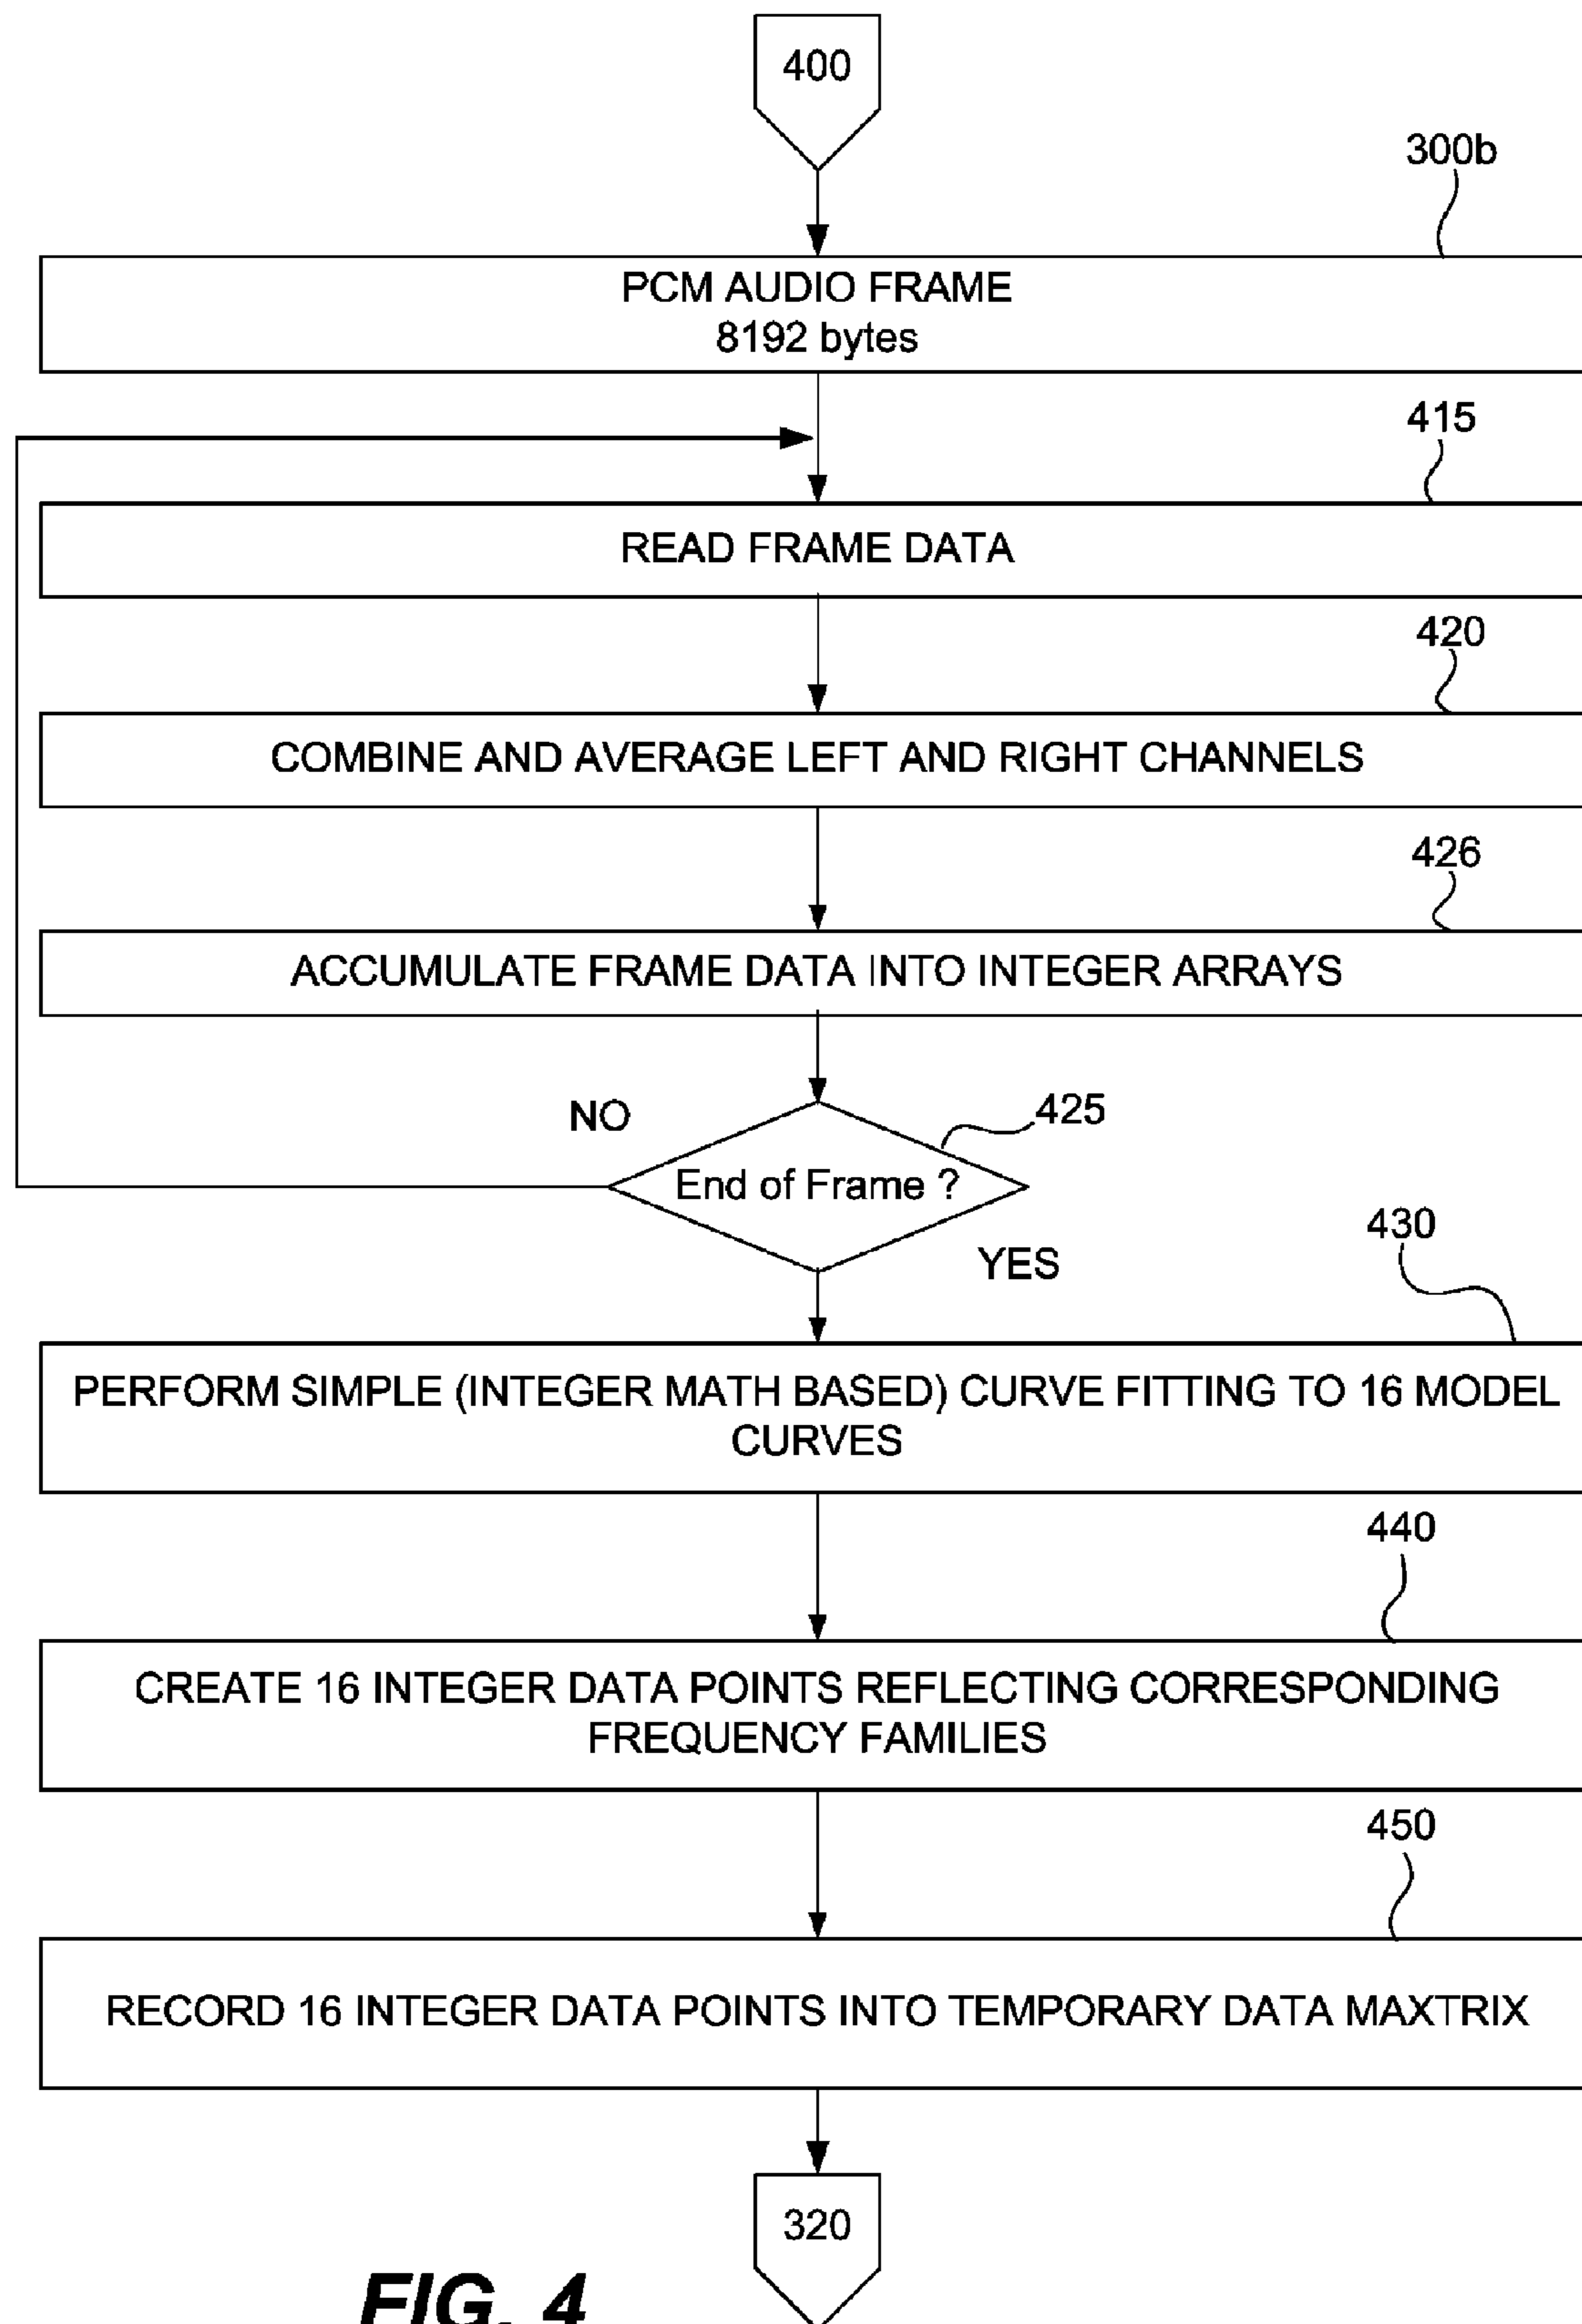 400
300b
PCM AUDIO FRAME
8192 bytes
415
READ FRAME DATA
420
COMBINE AND AVERAGE LEFT AND RIGHT CHANNELS
426
ACCUMULATE FRAME DATA INTO INTEGER ARRAYS
NO
425
End of Frame ?
YES
430
PERFORM SIMPLE (INTEGER MATH BASED) CURVE FITTING TO 16 MODEL
CURVES
440
CREATE 16 INTEGER DATA POINTS REFLECTING CORRESPONDING
FREQUENCY FAMILIES
450
RECORD 16 INTEGER DATA POINTS INTO TEMPORARY DATA MAXTRIX
320
FIG. 4